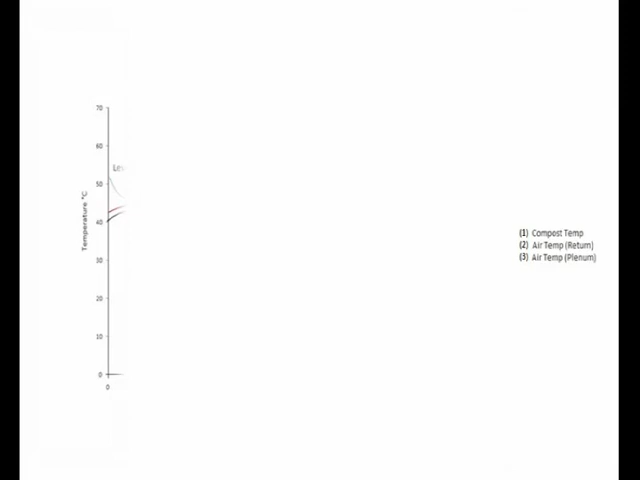 70
60
50
40
30
20
10
0
0
Temperature °C
(1) Compost Temp
(2) Air Temp (Return)
(3) Air Temp (Plenum)